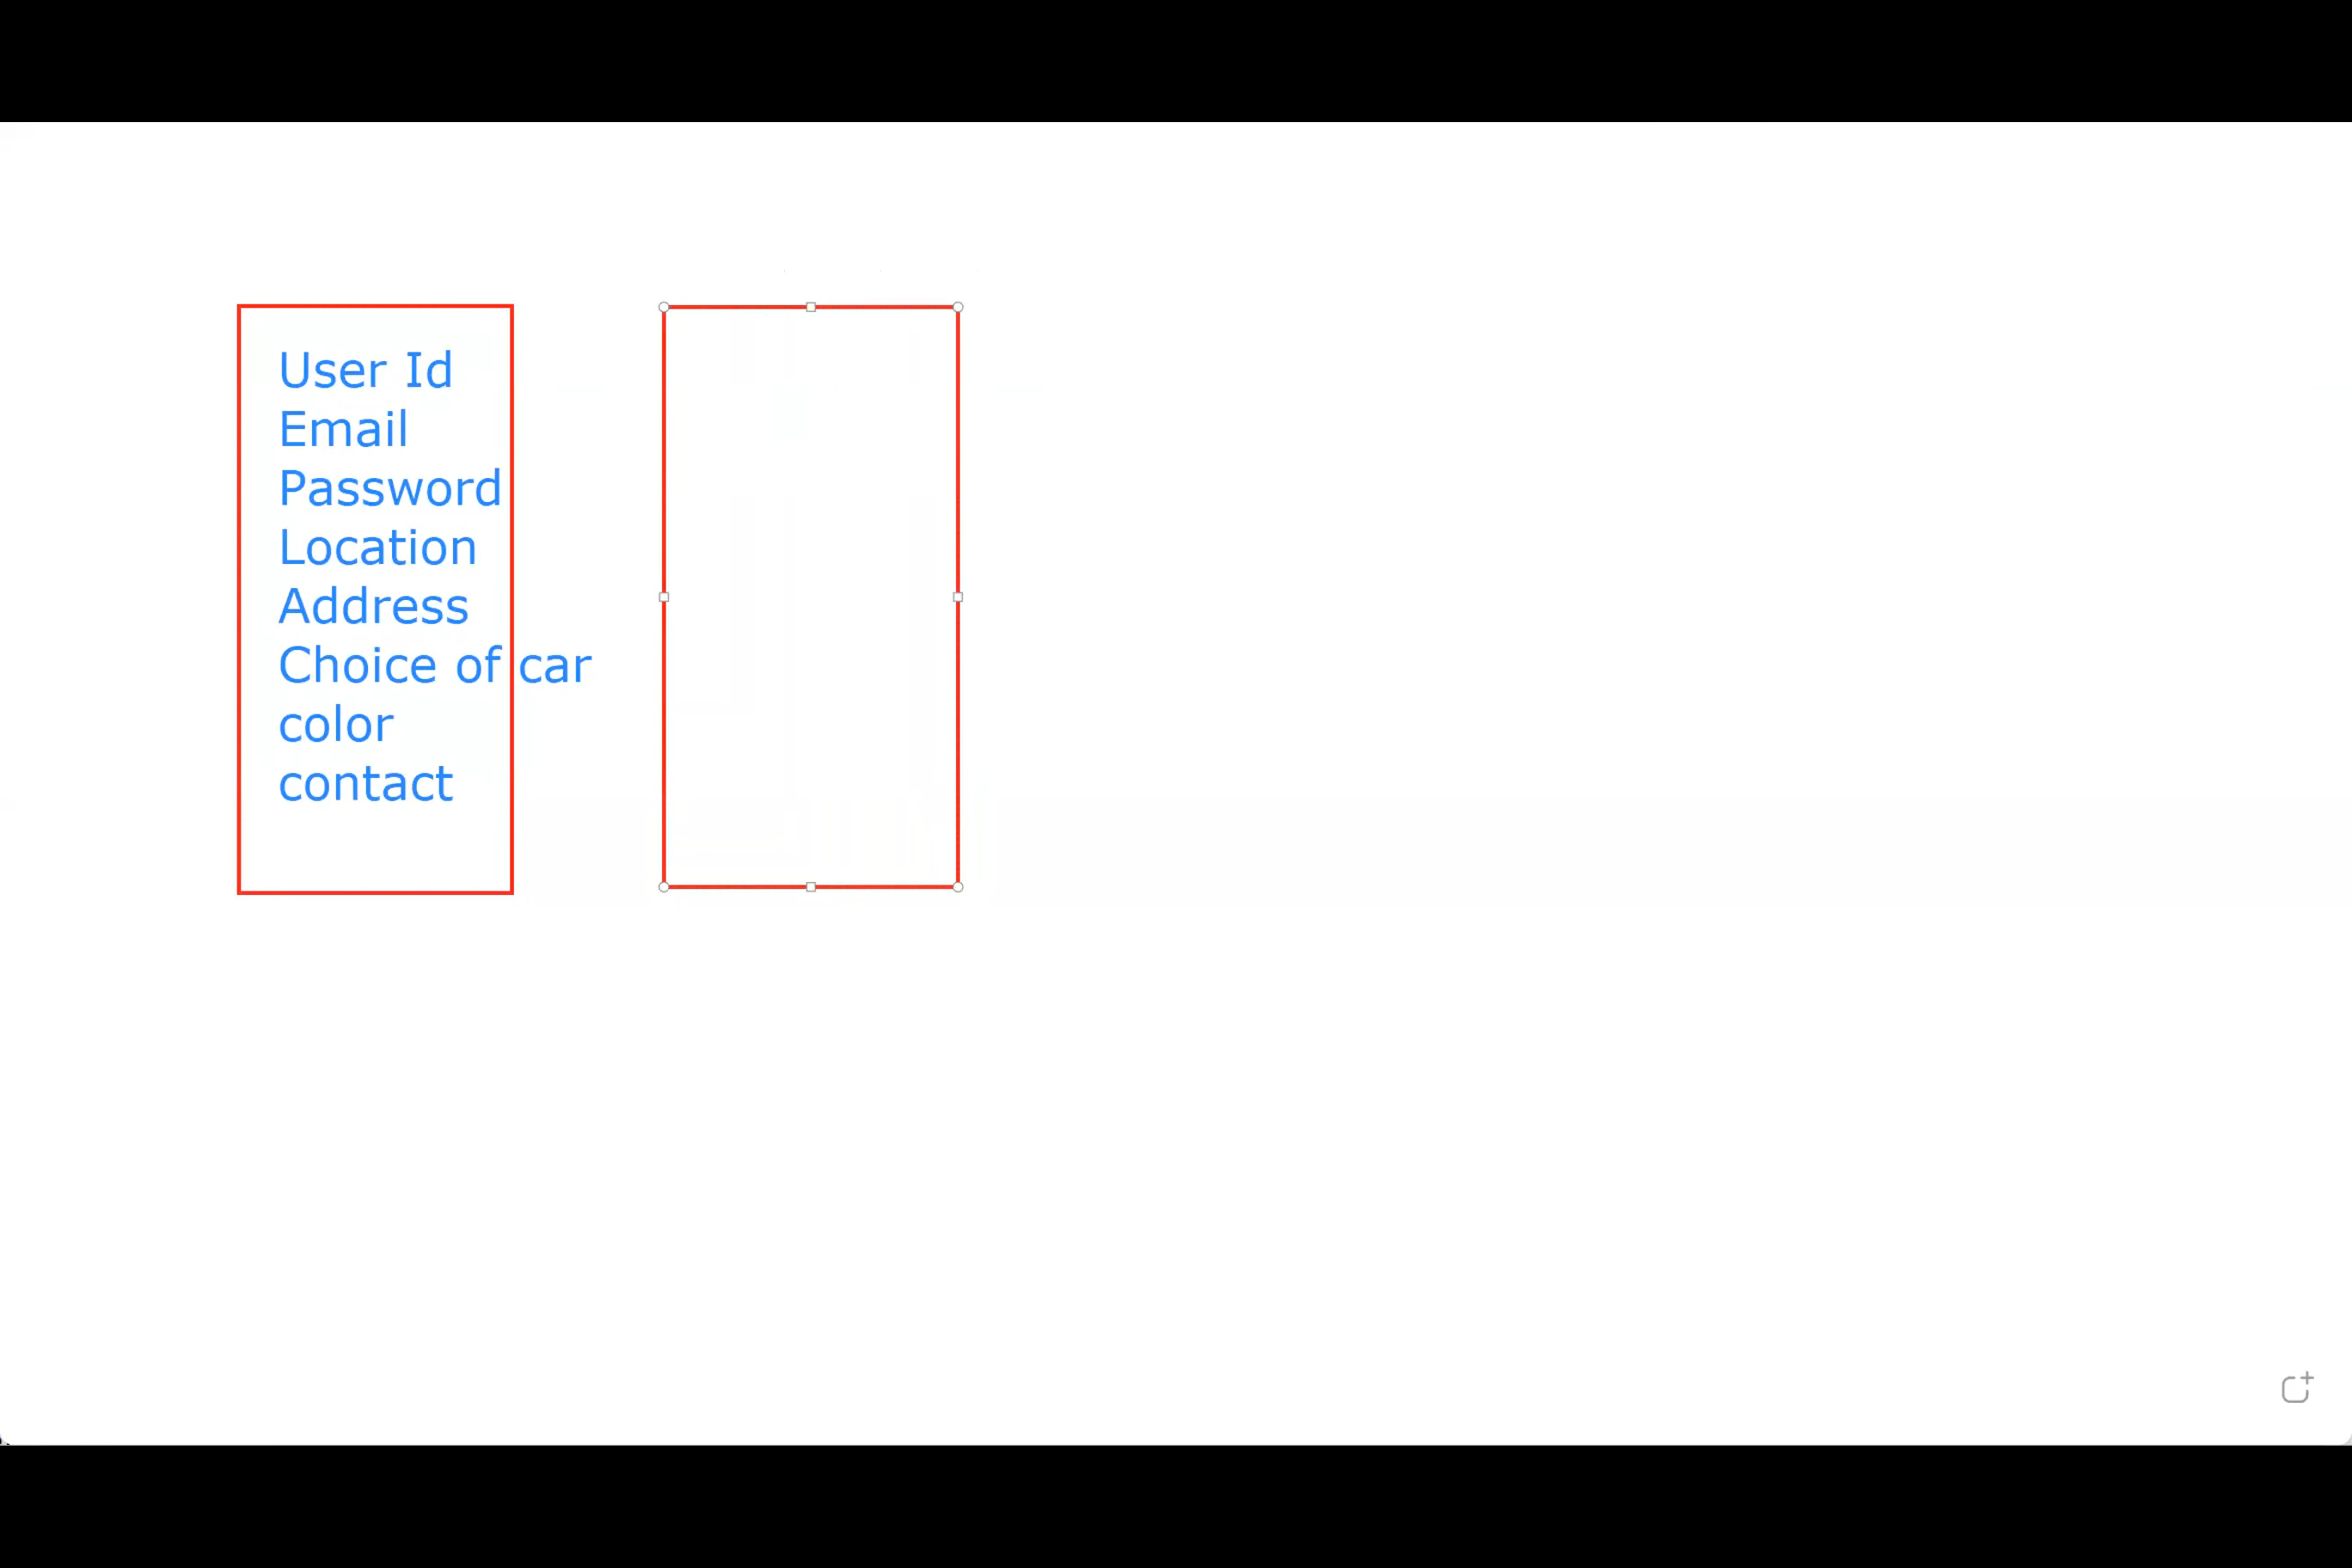 User Id
Email
Password
Location
Address
Choice of car
color
contact